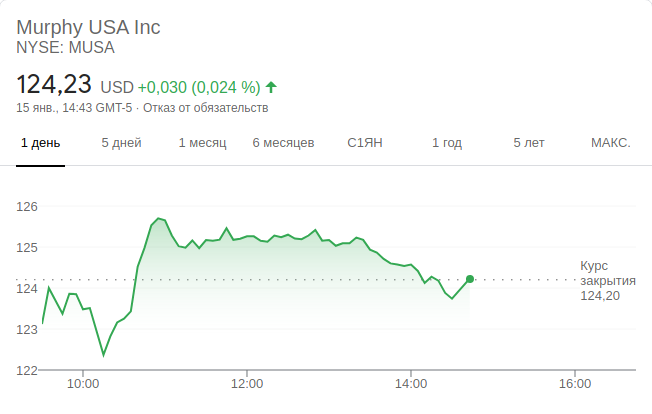 Murphy USA Inc
NYSE: MUSA
124,23 USD +0,030 (0,024 %)
15 янв., 14:43 GMT-5 · Отказ от обязательств
1 день 5 дней 1 месяц 6 месяцев С1ЯН 1 год 5 лет МАКС.
126
125
124
123
122
Курс
закрытия
124,20
10:00 12:00 14:00 16:00